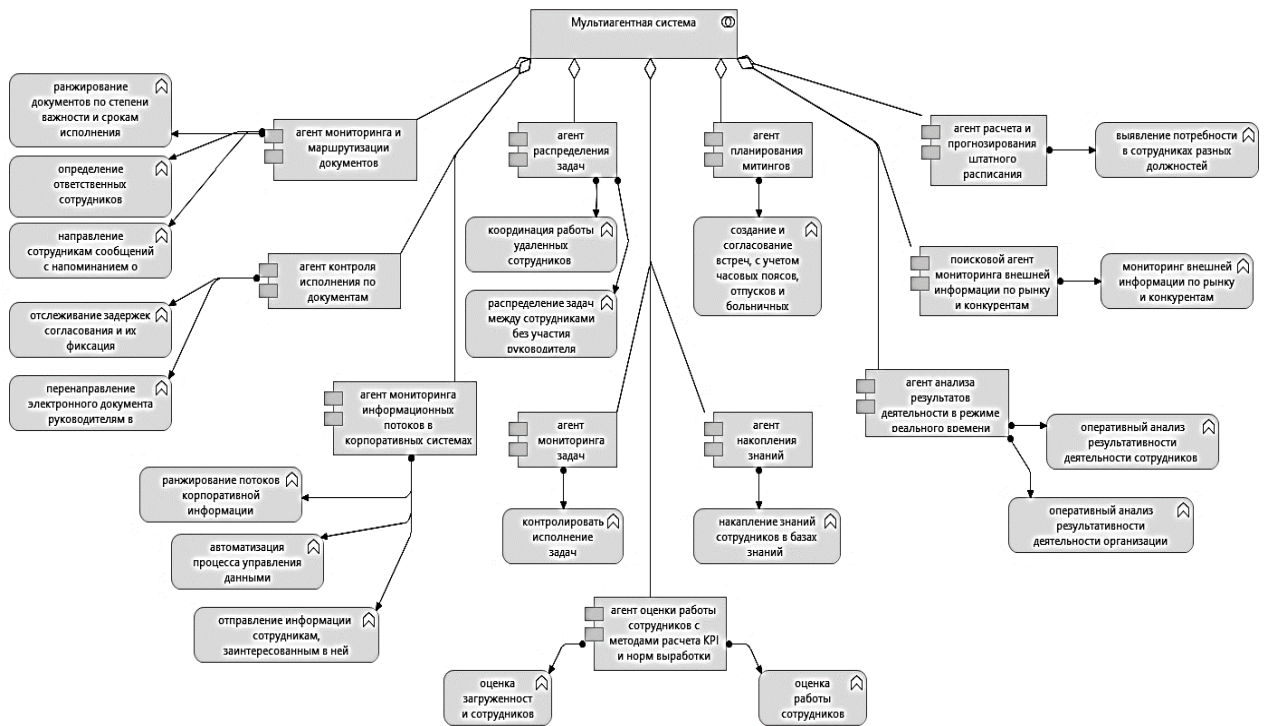 Мультиагентная система
ранжирование
документов по степени
важности и срокам
исполнения
определение
ответственных
сотрудников
направление
сотрудникам сообщений
с напоминанием о
агент мониторинга и
маршрутизации
документов
агент
распределения
задач
агент
планирования
митингов
агент расчета и
прогнозирования
штатного
расписания
выявление потребности
в сотрудниках разных
должностей
координация работы
удаленных
сотрудников
создание и
согласование
встреч, с учетом
часовых поясов,
отпусков и
больничных
агент контроля
исполнения по
документам
поисковой агент
мониторинга внешней
информации по рынку
и конкурентам
мониторинг внешней
информации по рынку
и конкурентам
отслеживание задержек
согласования и их
фиксация
распределение задач
между сотрудниками
без участия
руководителя
перенаправление
электронного документа
руководителям в
агент мониторинга
информационных
потоков в
корпоративных системах
агент
мониторинга
задач
агент
накопления
знаний
агент анализа
результатов
деятельности в режиме
реального времени
оперативный анализ
результативности
деятельности сотрудников
ранжирование потоков
корпоративной
информации
контролировать
исполнение
задач
накапление знаний
сотрудников в базах
знаний
оперативный анализ
результативности
деятельности организации
автоматизация
процесса управления
данными
отправление информации
сотрудникам,
заинтересованным в ней
агент оценки работы
сотрудников с
методами расчета KPI
и норм выработки
оценка
загруженност
и сотрудников
оценка
работы
сотрудников